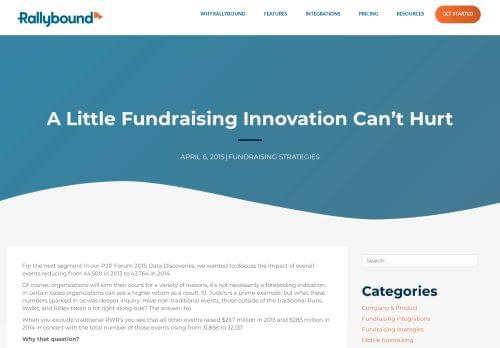 Rallybound
WHY RALLYBOUND
FEATURES
INTEGRATIONS
PRICING
RESOURCES
GET STARTED
A Little Fundraising Innovation Can't Hurt
APRIL 6, 2015 | FUNDRAISING STRATEGIES
For the next segment in our P2P Forum 2015: Data Discoveries, we wanted to discuss the impact of overall
events reducing from 44,500 in 2013 to 43,764 in 2014.
Of course, organizations will slim their count for a variety of reasons, it's not necessarily a foreboding indication.
In certain cases organizations can see a higher return as a result, St. Jude's is a prime example, but what these
numbers sparked in us was deeper inquiry: Have non-traditional events, those outside of the traditional Runs,
Walks, and Rides taken a hit right along side? The answer: No.
When you exclude traditional RWR's you see that all other events raised $267 million in 2013 and $285 million in
2014 in concert with the total number of those events rising from 31,858 to 32,137.
Why that question?
Search
Categories
Company & Product
Fundraising integrations
Fundraising strategies
Mobile fundraising